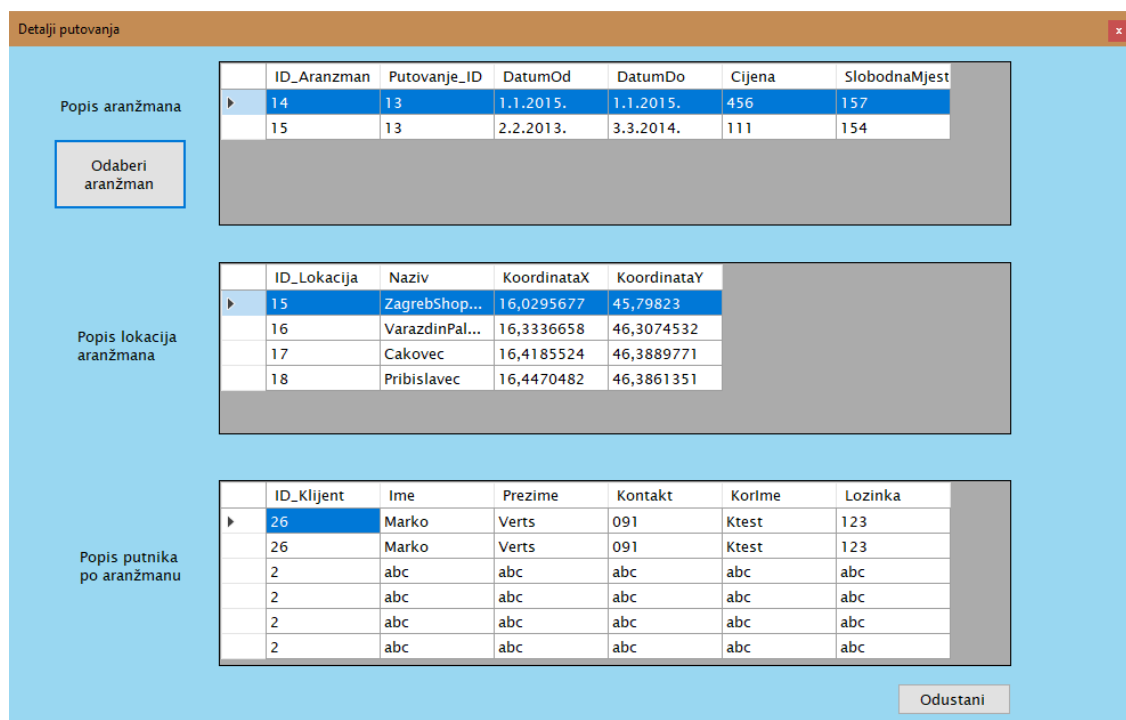 Detalji putovanja
x
Popis aranžmana
Odaberi
aranžman
ID_Aranzman Putovanje_ID DatumOd DatumDo Cijena SlobodnaMjest
14 13 1.1.2015. 1.1.2015. 456 157
15 13 2.2.2013. 3.3.2014. 111 154
Popis lokacija
aranžmana
ID_Lokacija Naziv KoordinataX KoordinataY
15 ZagrebShop... 16,0295677 45,79823
16 VarazdinPal... 16,3336658 46,3074532
17 Cakovec 16,4185524 46,3889771
18 Pribislavec 16,4470482 46,3861351
Popis putnika
po aranžmanu
ID_Klijent Ime Prezime Kontakt KorIme Lozinka
26 Marko Verts 091 Ktest 123
26 Marko Verts 091 Ktest 123
2 abc abc abc abc abc
2 abc abc abc abc abc
2 abc abc abc abc abc
2 abc abc abc abc abc
Odustani